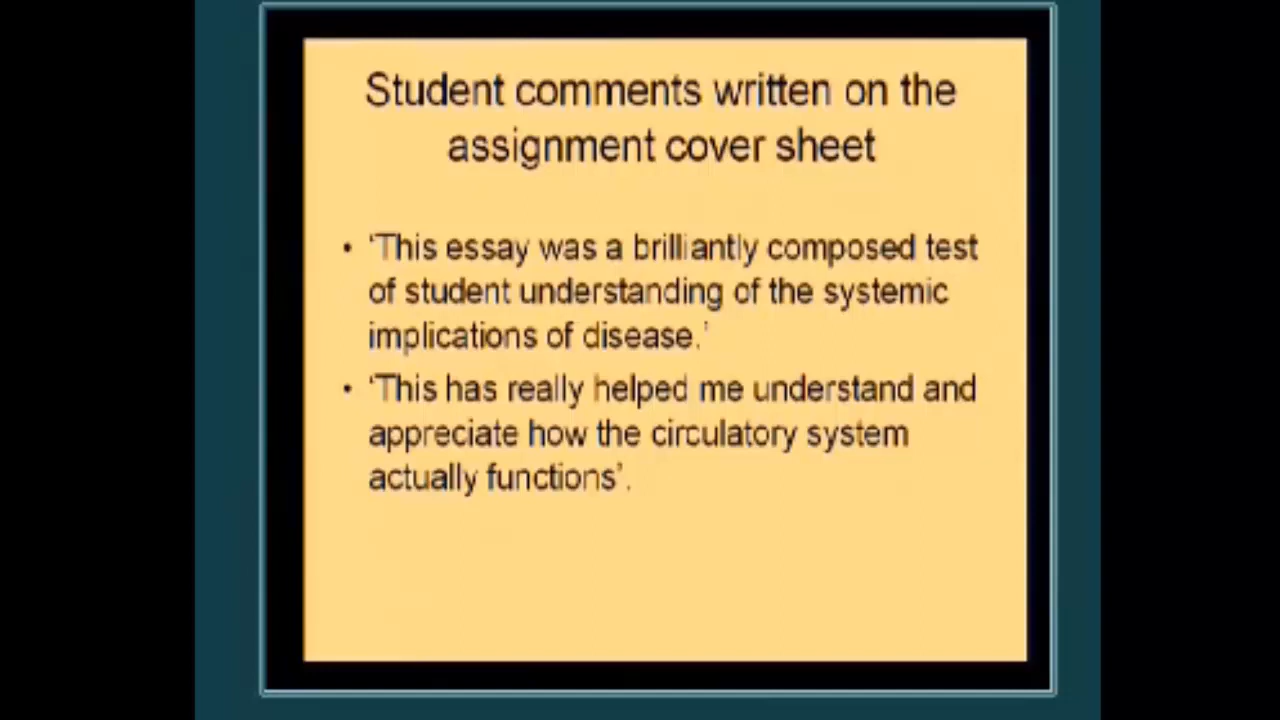 Student comments written on the
assignment cover sheet
• ‘This essay was a brilliantly composed test
of student understanding of the systemic
implications of disease.’
• ‘This has really helped me understand and
appreciate how the circulatory system
actually functions’.